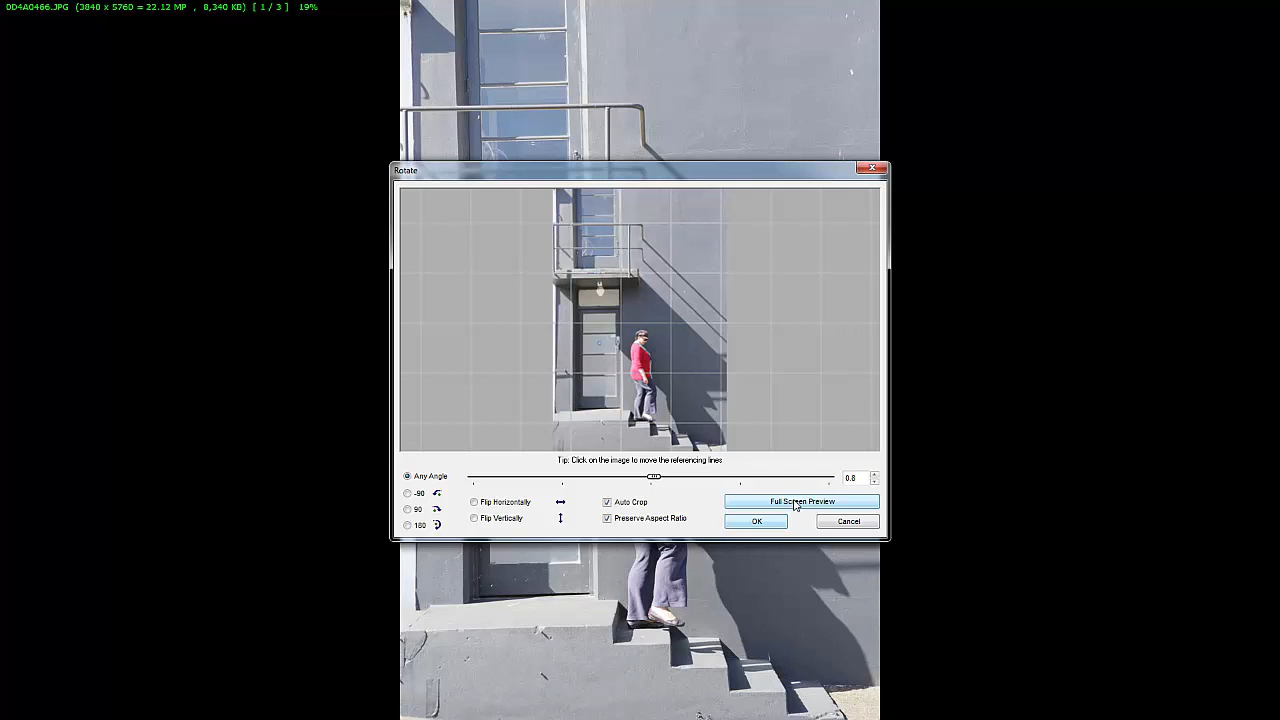 DD4A0466.JPG (3840 x 5760 = 22.12 MP , 8,340 KB) [ 1 / 3 ] 19%
Rotate
Tip: Click on the image to move the referencing lines
Any Angle
0.8
-90
90
180
Flip Horizontally
Flip Vertically
Auto Crop
Preserve Aspect Ratio
Full Screen Preview
OK
Cancel